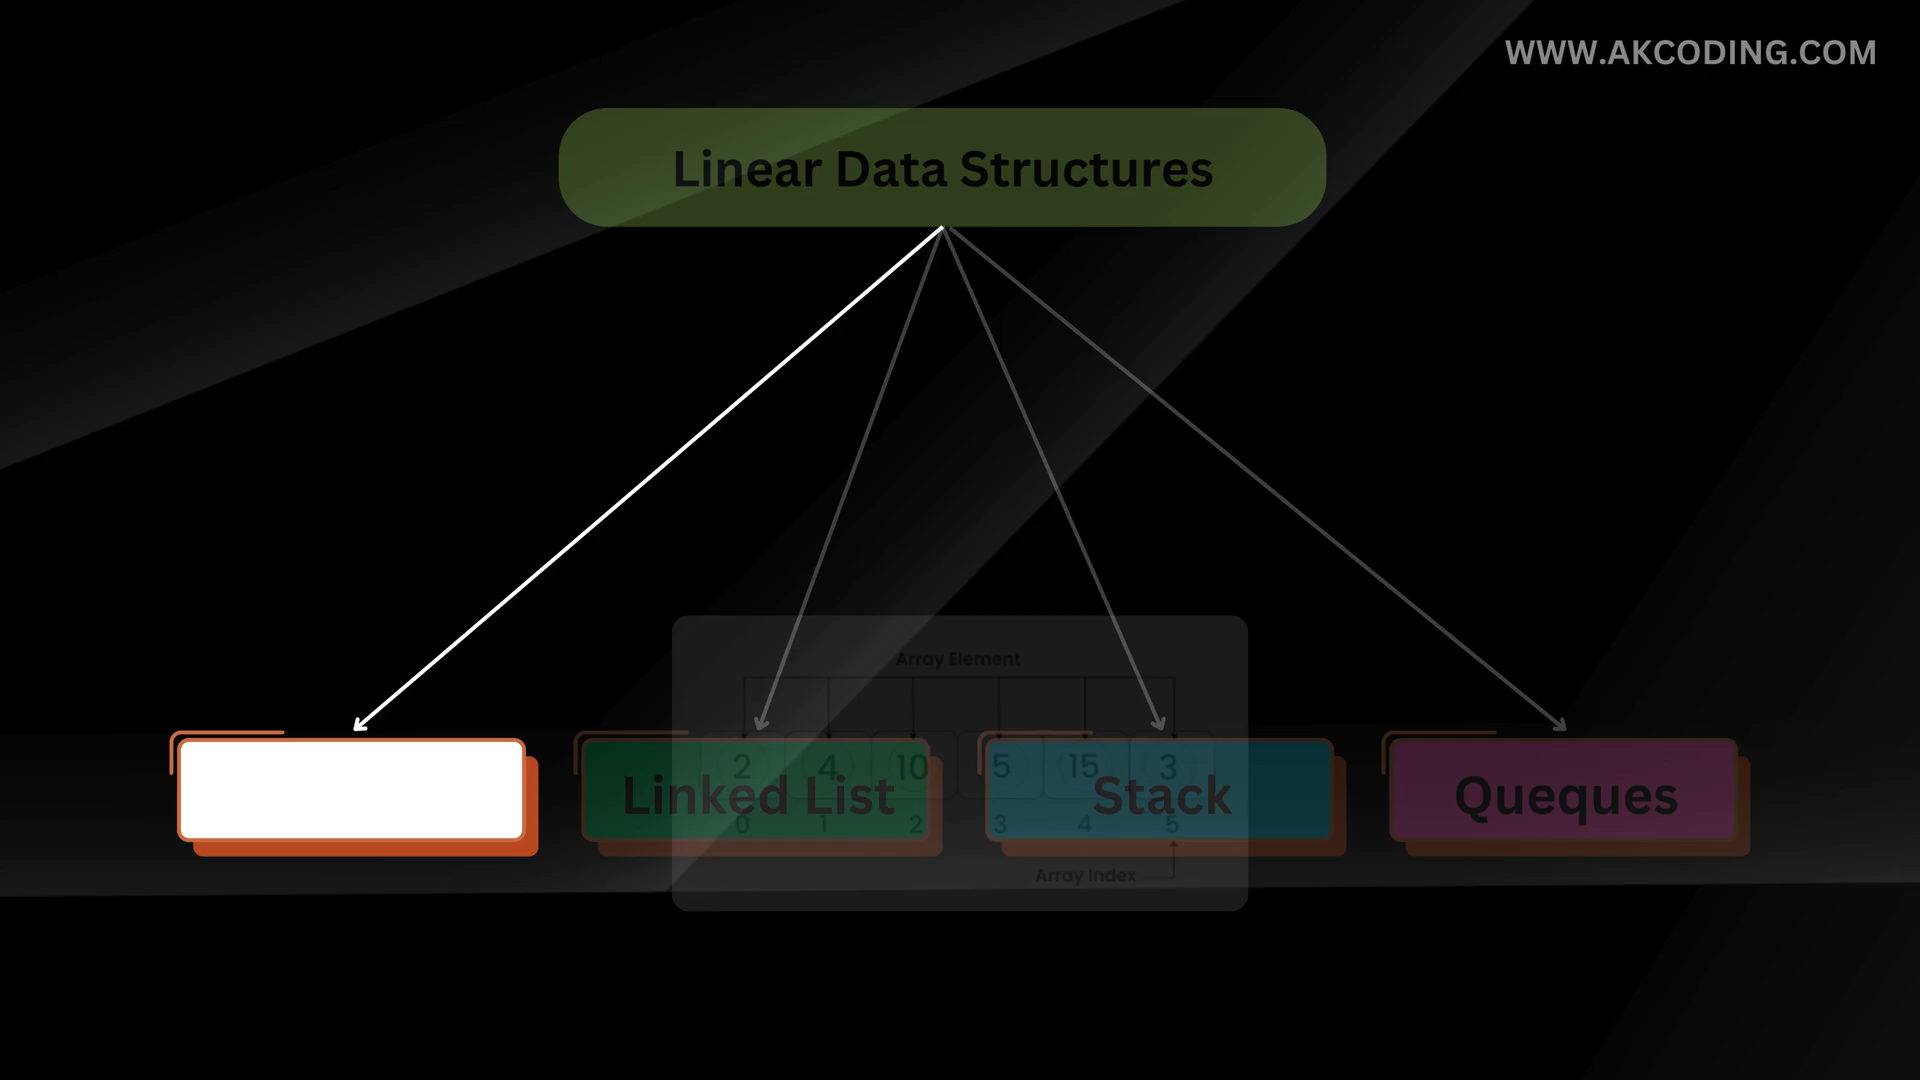 WWW.AKCODING.COM
Linear Data Structures
Array Element
2 4 10 5 15 3
Linked List Stack Queques
0 1 2 3 4 5
Array Index